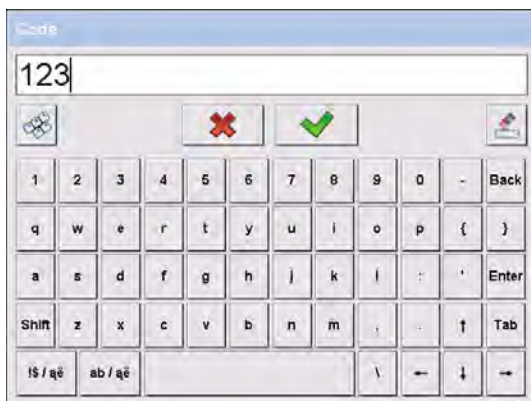 Code
123
1 2 3 4 5 6 7 8 9 0 - Back
q w e r t y u i o p { }
a s d f g h j k l : ' Enter
Shift z x c v b n m , . ↑ Tab
!$ / ąë ab / ąë \ ← ↓ →